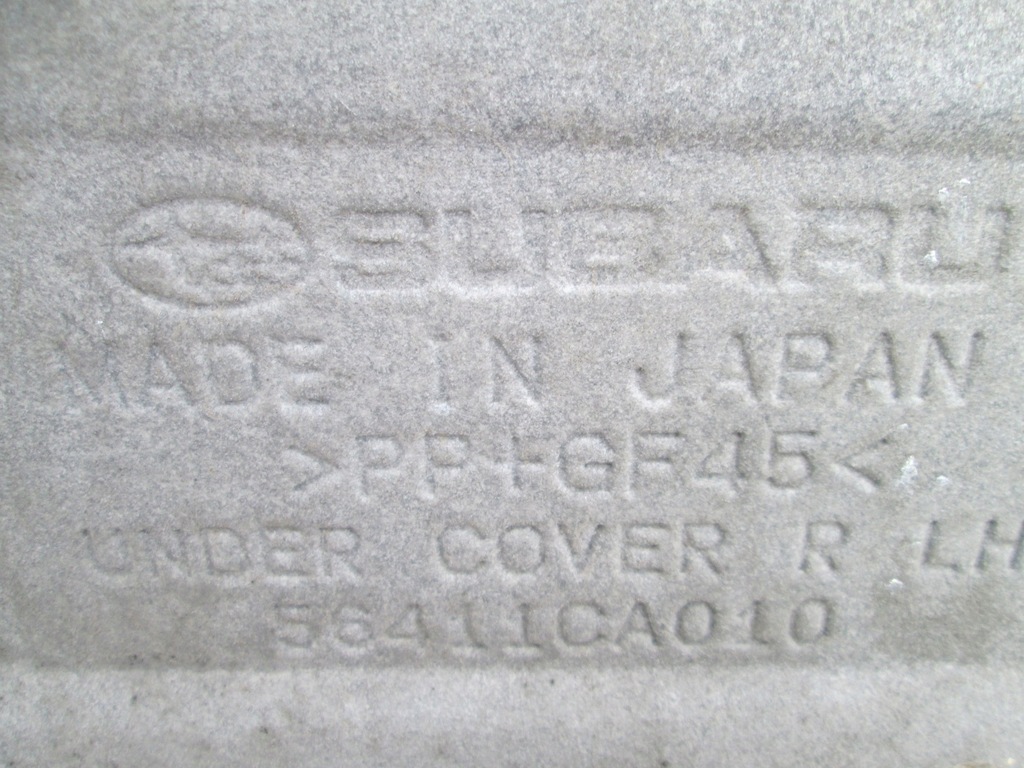 SUBARU
MADE IN JAPAN
>PP+GF45<
UNDER COVER R LH
56411CA010